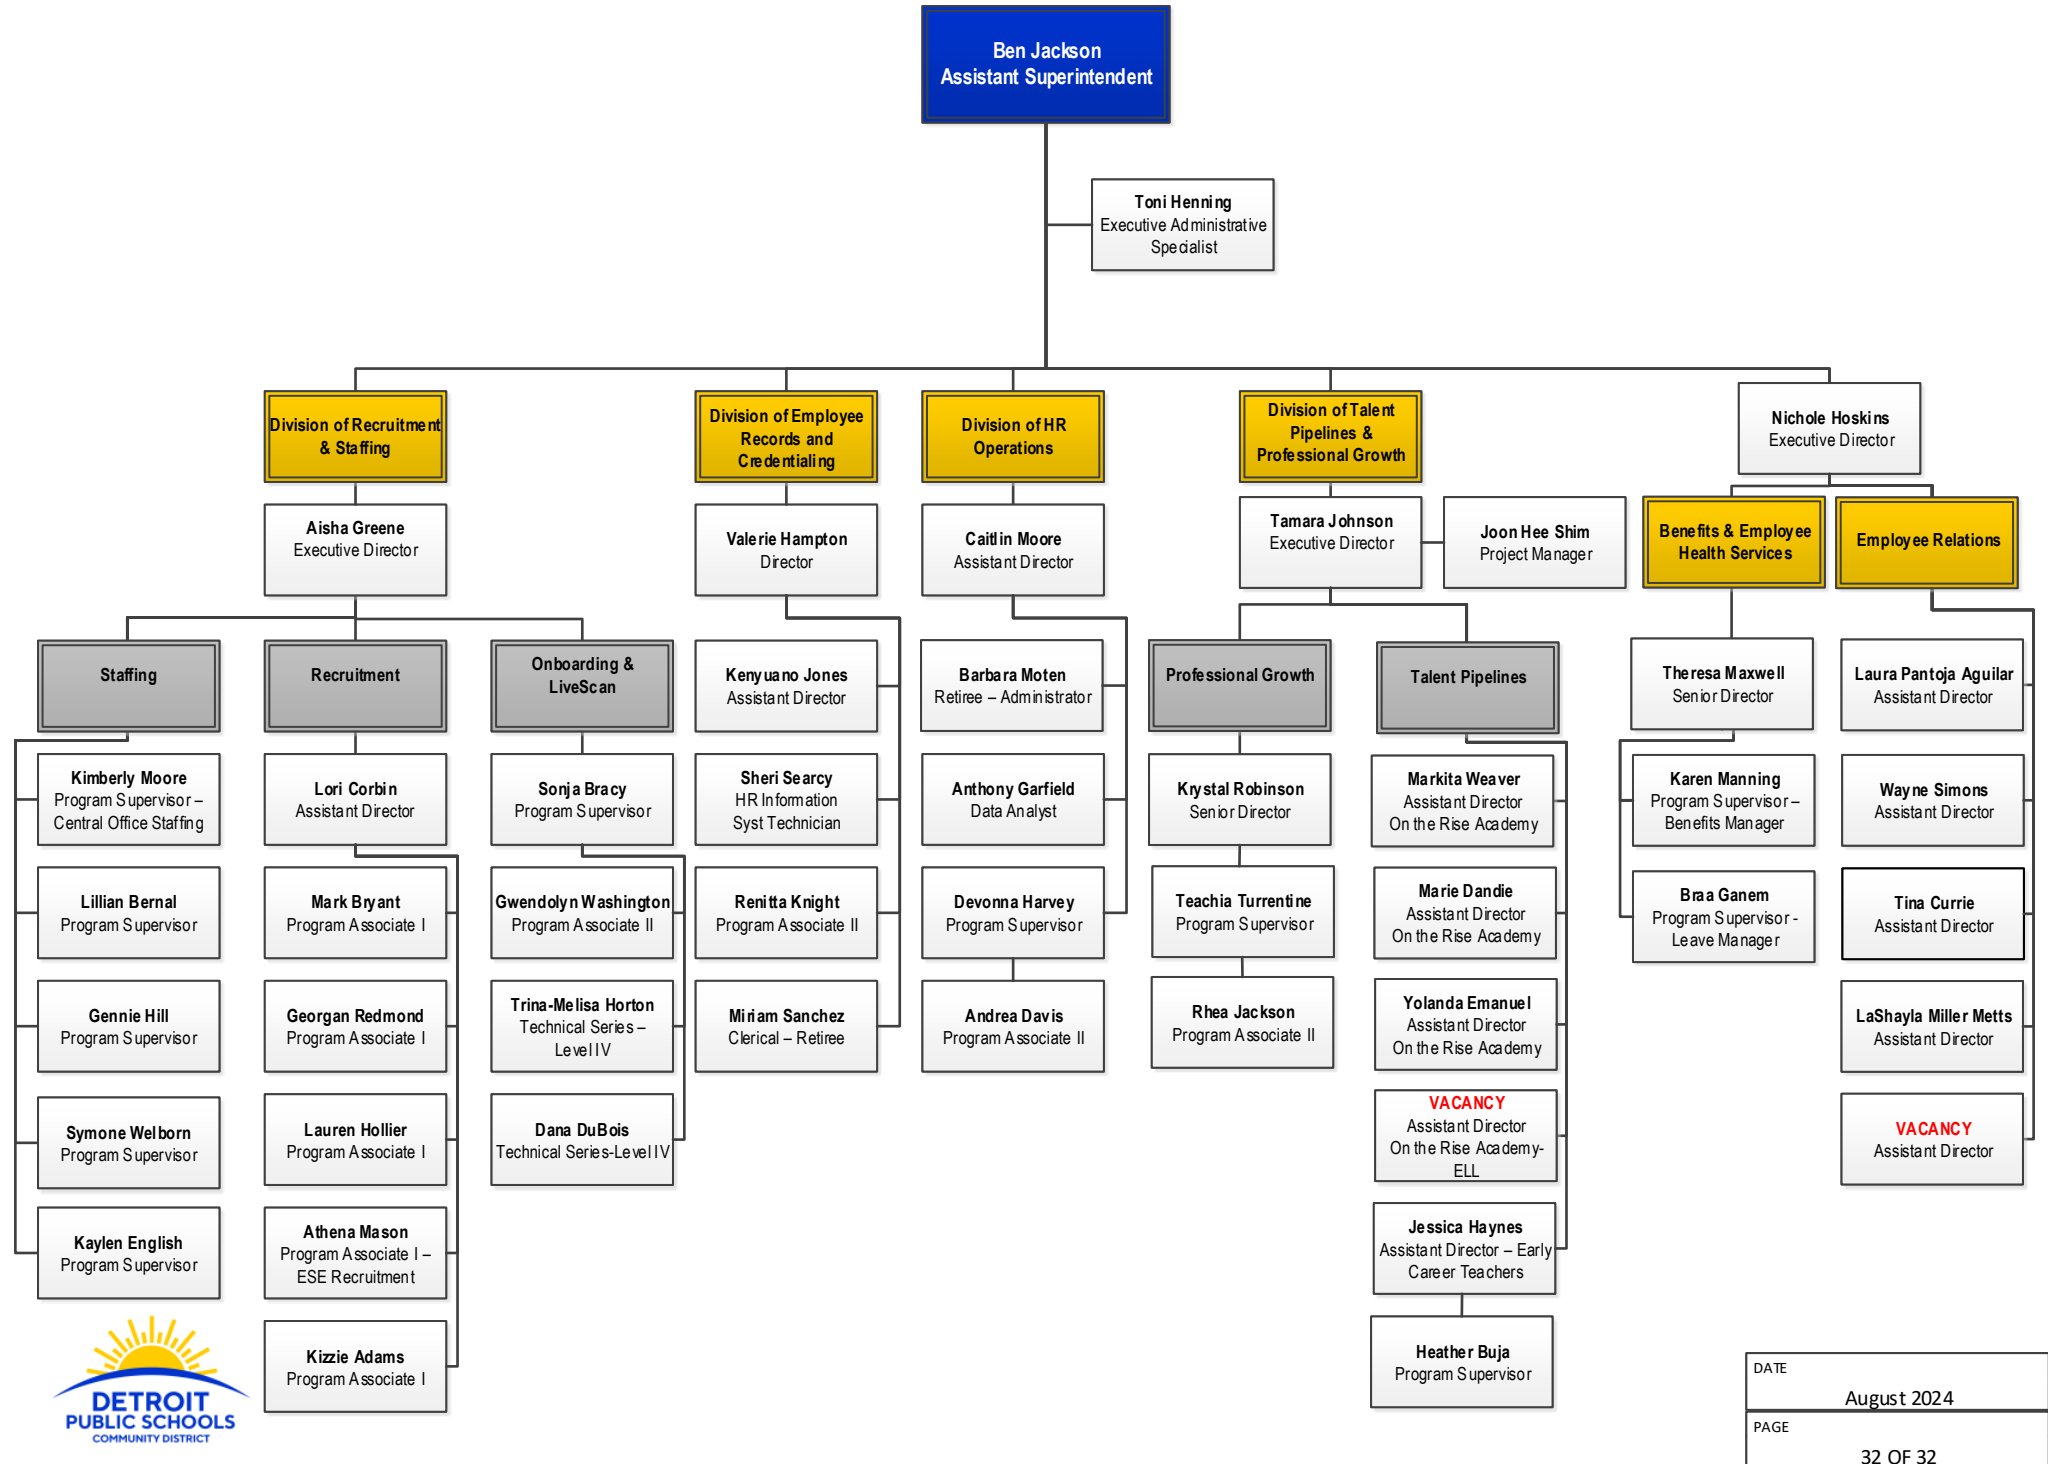 Ben Jackson
Assistant Superintendent
Toni Henning
Executive Administrative
Specialist
Division of Recruitment
& Staffing
Aisha Greene
Executive Director
Staffing
Kimberly Moore
Program Supervisor –
Central Office Staffing
Lillian Bernal
Program Supervisor
Gennie Hill
Program Supervisor
Symone Welborn
Program Supervisor
Kaylen English
Program Supervisor
Recruitment
Lori Corbin
Assistant Director
Mark Bryant
Program Associate I
Georgan Redmond
Program Associate I
Lauren Hollier
Program Associate I
Athena Mason
Program Associate I –
ESE Recruitment
Kizzie Adams
Program Associate I
Onboarding &
LiveScan
Sonja Bracy
Program Supervisor
Gwendolyn Washington
Program Associate II
Trina-Melisa Horton
Technical Series –
Level IV
Dana DuBois
Technical Series-Level IV
Division of Employee
Records and
Credentialing
Valerie Hampton
Director
Kenyuano Jones
Assistant Director
Sheri Searcy
HR Information
Syst Technician
Renitta Knight
Program Associate II
Miriam Sanchez
Clerical – Retiree
Division of HR
Operations
Caitlin Moore
Assistant Director
Barbara Moten
Retiree – Administrator
Anthony Garfield
Data Analyst
Devonna Harvey
Program Supervisor
Andrea Davis
Program Associate II
Division of Talent
Pipelines &
Professional Growth
Tamara Johnson
Executive Director
Joon Hee Shim
Project Manager
Professional Growth
Krystal Robinson
Senior Director
Teachia Turrentine
Program Supervisor
Rhea Jackson
Program Associate II
Talent Pipelines
Markita Weaver
Assistant Director
On the Rise Academy
Marie Dandie
Assistant Director
On the Rise Academy
Yolanda Emanuel
Assistant Director
On the Rise Academy
VACANCY
Assistant Director
On the Rise Academy-
ELL
Jessica Haynes
Assistant Director – Early
Career Teachers
Heather Buja
Program Supervisor
Nichole Hoskins
Executive Director
Benefits & Employee
Health Services
Theresa Maxwell
Senior Director
Karen Manning
Program Supervisor –
Benefits Manager
Braa Ganem
Program Supervisor -
Leave Manager
Employee Relations
Laura Pantoja Aguilar
Assistant Director
Wayne Simons
Assistant Director
Tina Currie
Assistant Director
LaShayla Miller Metts
Assistant Director
VACANCY
Assistant Director
DETROIT
PUBLIC SCHOOLS
COMMUNITY DISTRICT
DATE
August 2024
PAGE
32 OF 32